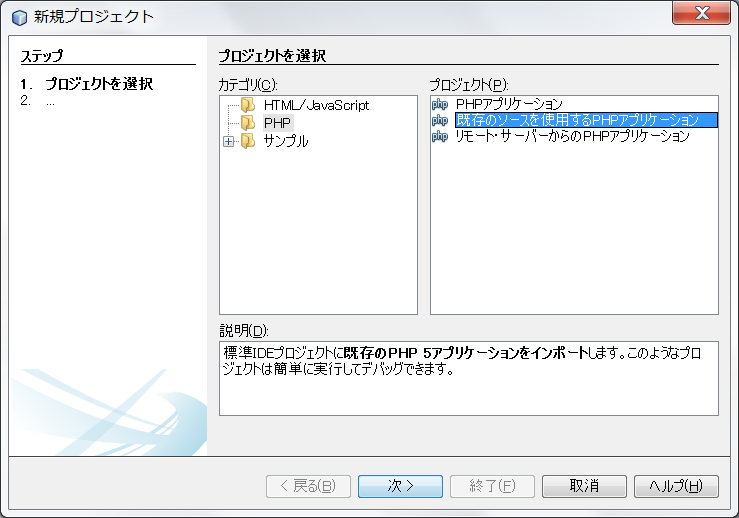 新規プロジェクト
ステップ
1. プロジェクトを選択
2. ...
プロジェクトを選択
カテゴリ(C):
HTML/JavaScript
PHP
サンプル
プロジェクト(P):
php PHPアプリケーション
php 既存のソースを使用するPHPアプリケーション
php リモート・サーバーからのPHPアプリケーション
説明(D):
標準IDEプロジェクトに既存のPHP 5アプリケーションをインポートします。このようなプロ
ジェクトは簡単に実行してデバッグできます。
< 戻る(B)
次 >
終了(F)
取消
ヘルプ(H)